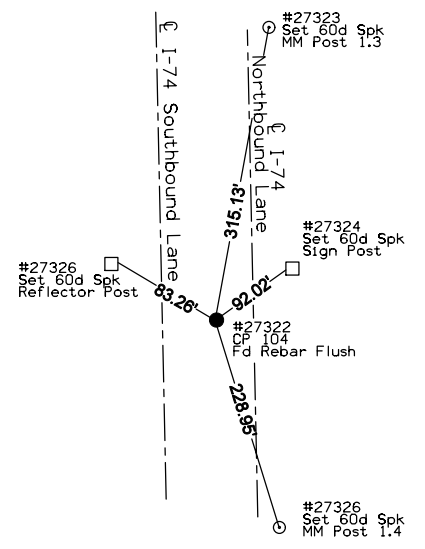 #27323
Set 60d Spk
MM Post 1.3
℄ I-74 Southbound Lane
℄ I-74
Northbound Lane
315.13'
#27324
Set 60d Spk
Sign Post
#27326
Set 60d Spk
Reflector Post
83.26'
92.02'
#27322
CP 104
Fd Rebar Flush
228.95'
#27326
Set 60d Spk
MM Post 1.4